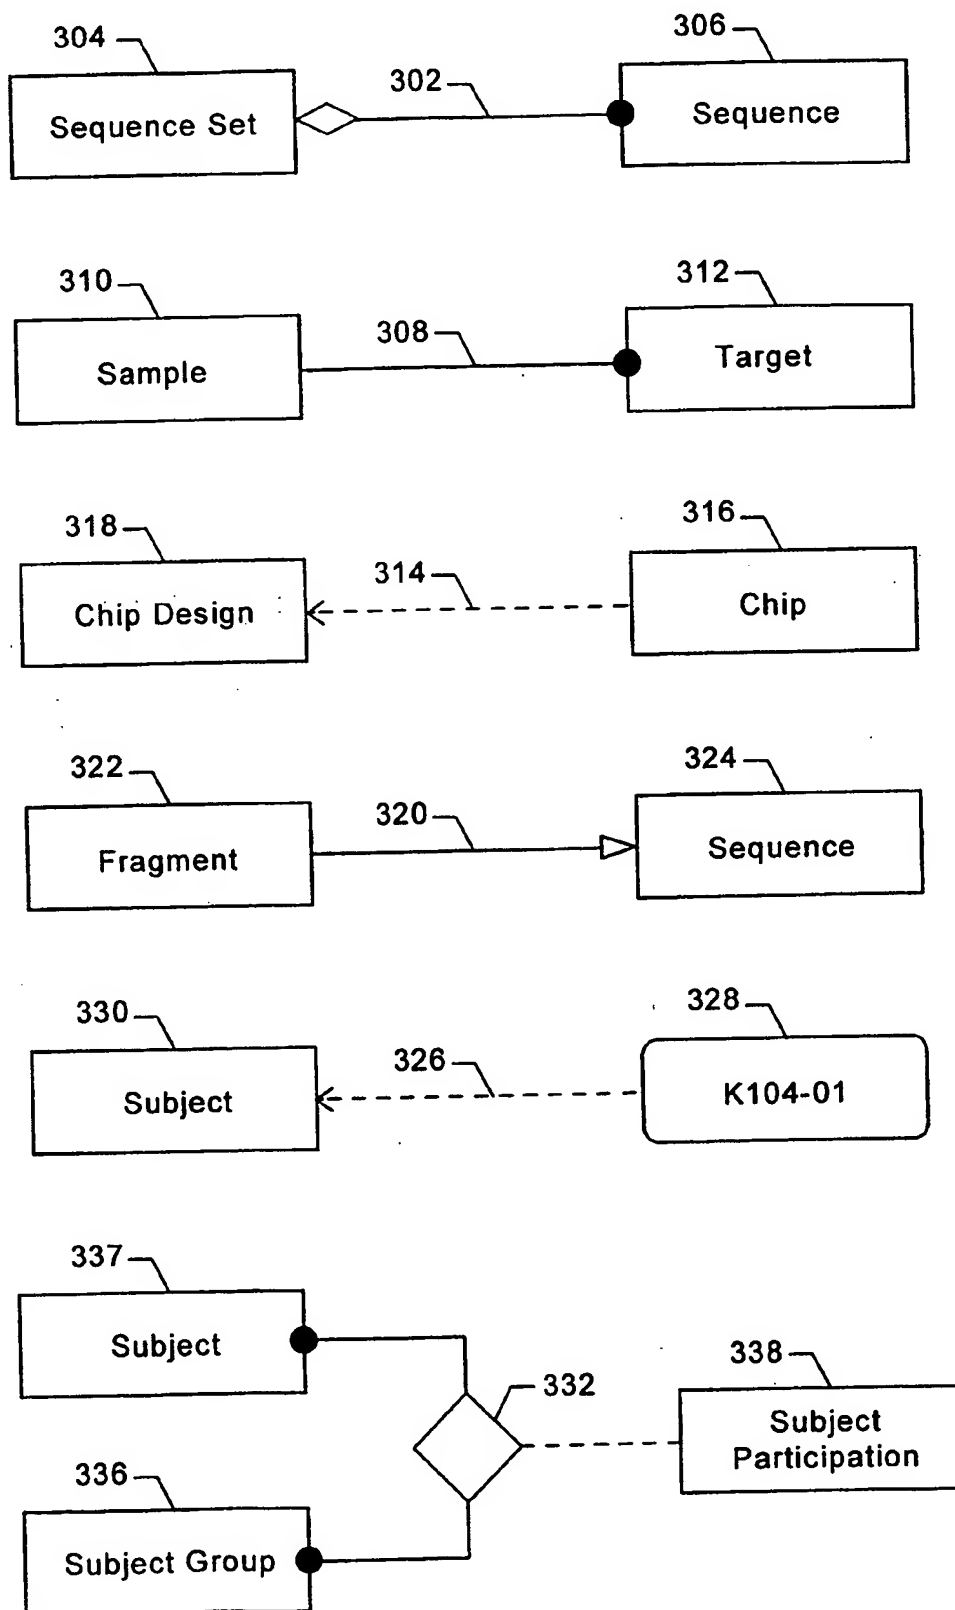 304
306
302
Sequence Set
Sequence
310
312
308
Sample
Target
318
316
314
Chip Design
Chip
322
324
320
Fragment
Sequence
330
328
326
Subject
K104-01
337
Subject
338
332
Subject
Participation
336
Subject Group